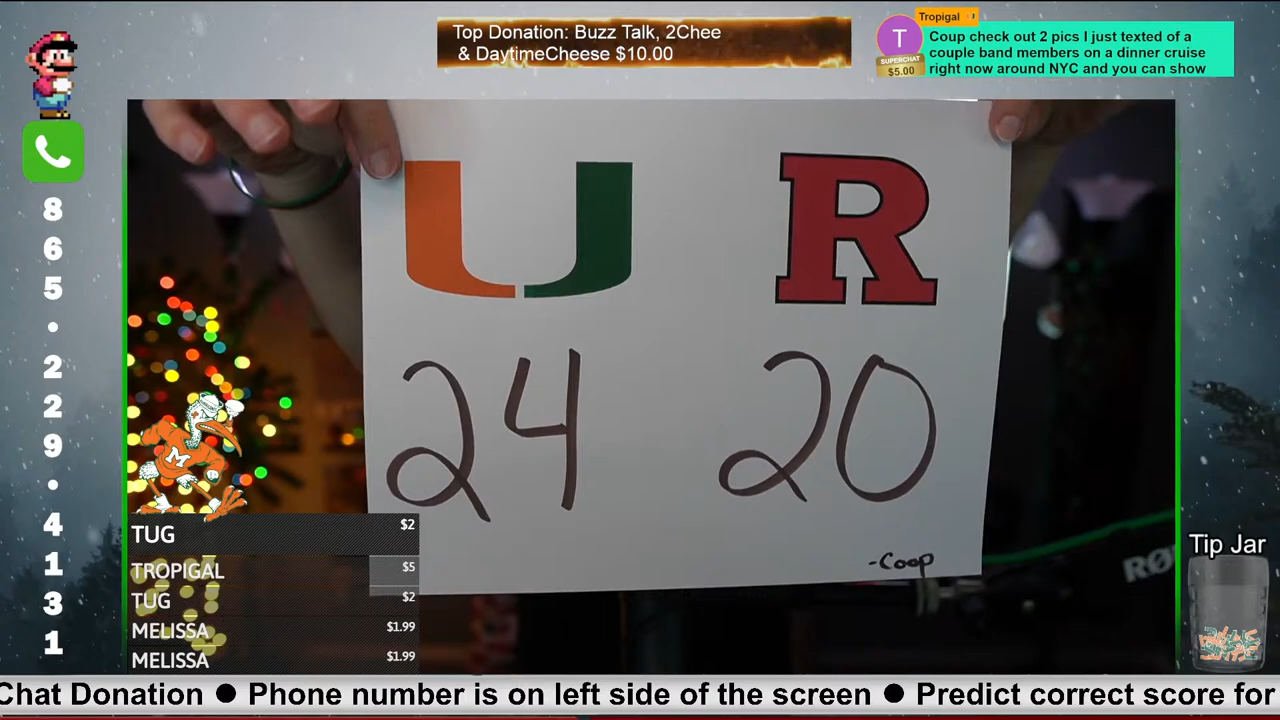 Top Donation: Buzz Talk, 2Chee
& DaytimeCheese $10.00
Tropigal
T
SUPERCHAT
$5.00
Coup check out 2 pics I just texted of a
couple band members on a dinner cruise
right now around NYC and you can show
8
6
5
.
2
2
9
.
4
1
3
1
U R
24 20
-Coop
M
TUG $2
TROPIGAL $5
TUG $2
MELISSA $1.99
MELISSA $1.99
RØ
Tip Jar
Chat Donation ● Phone number is on left side of the screen ● Predict correct score for